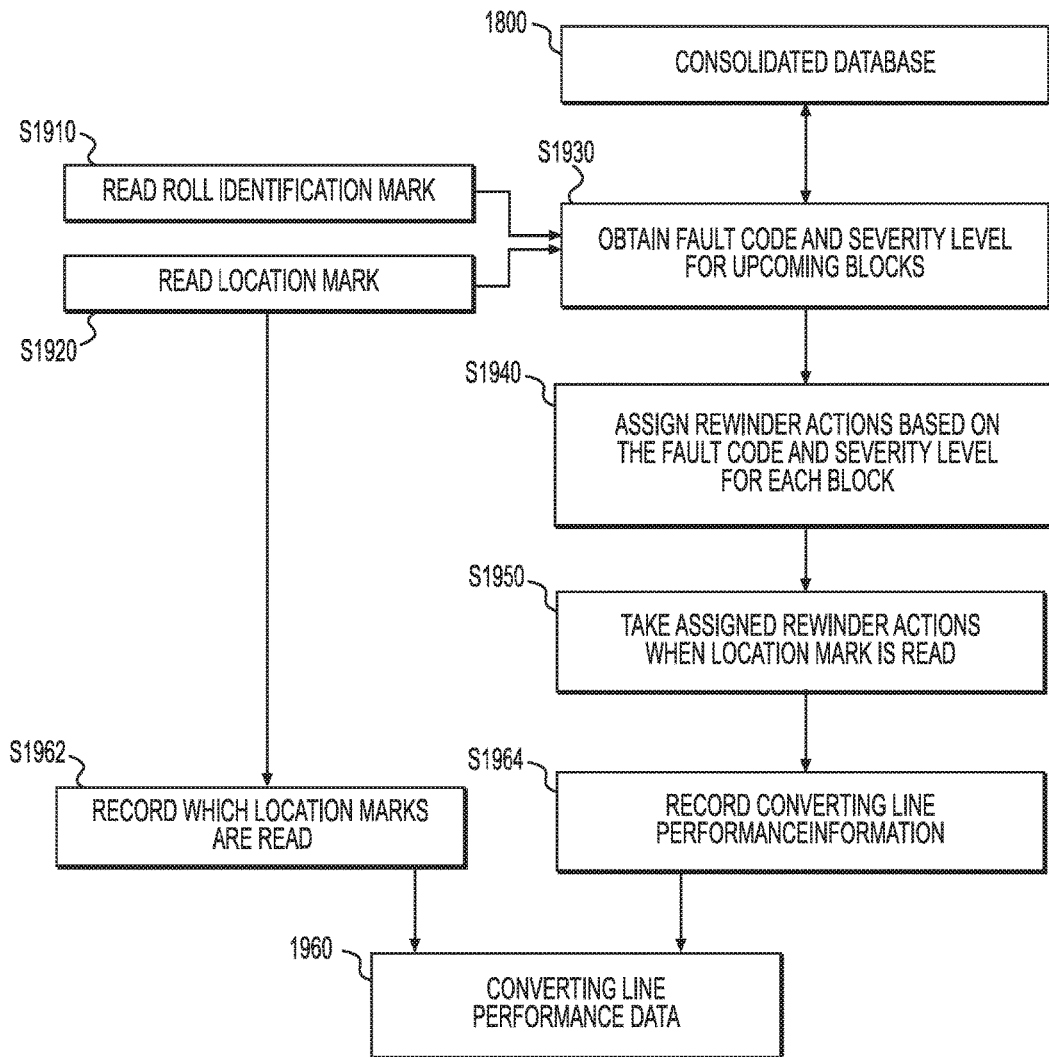 1800
CONSOLIDATED DATABASE
S1910
READ ROLL IDENTIFICATION MARK
S1930
OBTAIN FAULT CODE AND SEVERITY LEVEL
FOR UPCOMING BLOCKS
READ LOCATION MARK
S1920
S1940
ASSIGN REWINDER ACTIONS BASED ON
THE FAULT CODE AND SEVERITY LEVEL
FOR EACH BLOCK
S1950
TAKE ASSIGNED REWINDER ACTIONS
WHEN LOCATION MARK IS READ
S1962
RECORD WHICH LOCATION MARKS
ARE READ
S1964
RECORD CONVERTING LINE
PERFORMANCEINFORMATION
1960
CONVERTING LINE
PERFORMANCE DATA